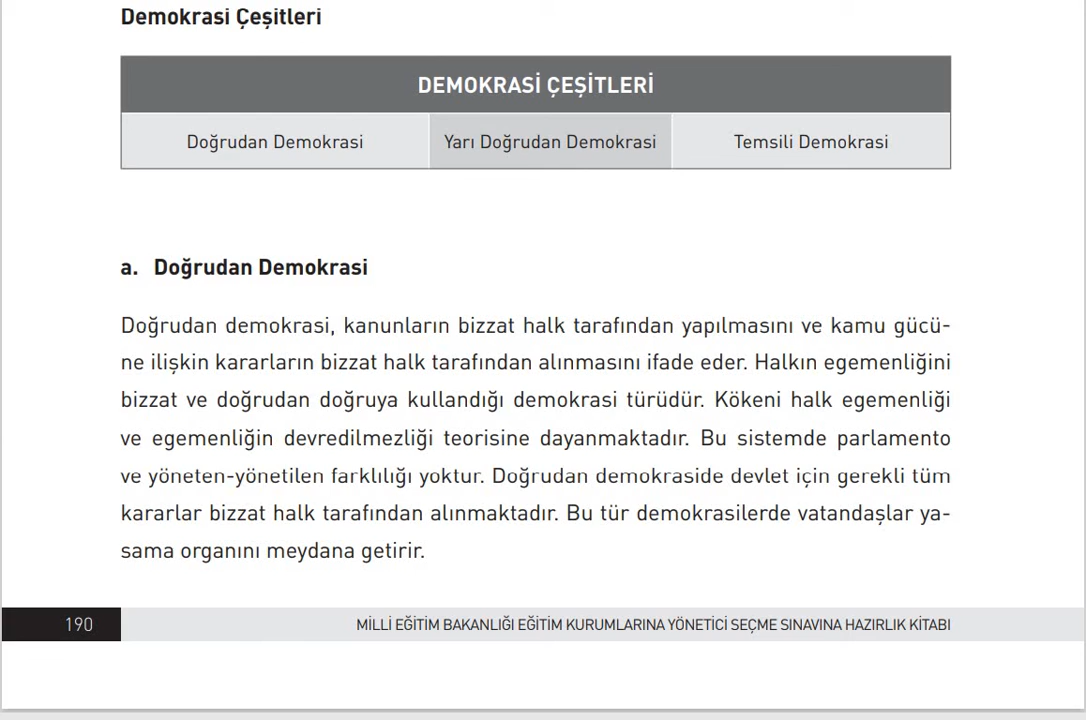 Demokrasi Çeşitleri
DEMOKRASİ ÇEŞİTLERİ
Doğrudan Demokrasi Yarı Doğrudan Demokrasi Temsili Demokrasi
a. Doğrudan Demokrasi
Doğrudan demokrasi, kanunların bizzat halk tarafından yapılmasını ve kamu gücü-
ne ilişkin kararların bizzat halk tarafından alınmasını ifade eder. Halkın egemenliğini
bizzat ve doğrudan doğruya kullandığı demokrasi türüdür. Kökeni halk egemenliği
ve egemenliğin devredilmezliği teorisine dayanmaktadır. Bu sistemde parlamento
ve yöneten-yönetilen farklılığı yoktur. Doğrudan demokraside devlet için gerekli tüm
kararlar bizzat halk tarafından alınmaktadır. Bu tür demokrasilerde vatandaşlar ya-
sama organını meydana getirir.
190 MİLLİ EĞİTİM BAKANLIĞI EĞİTİM KURUMLARINA YÖNETİCİ SEÇME SINAVINA HAZIRLIK KİTABI